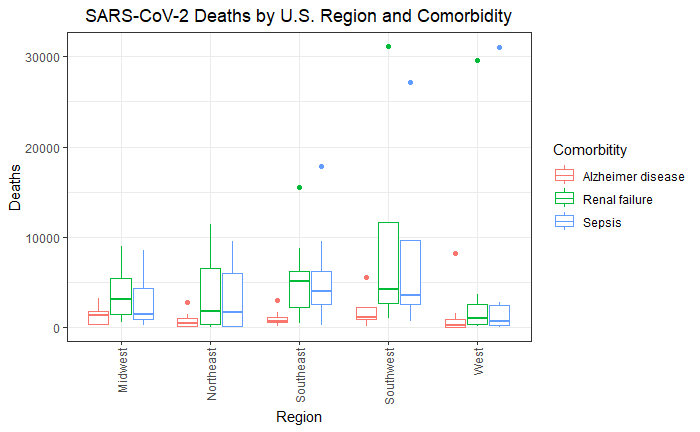 SARS-CoV-2 Deaths by U.S. Region and Comorbidity
30000
20000
10000
0
Deaths
Midwest
Northeast
Southeast
Southwest
West
Region
Comorbitity
Alzheimer disease
Renal failure
Sepsis